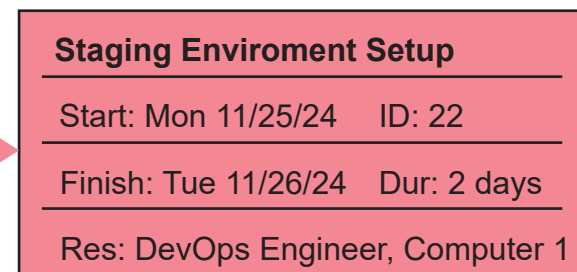 Staging Enviroment Setup
Start: Mon 11/25/24 ID: 22
Finish: Tue 11/26/24 Dur: 2 days
Res: DevOps Engineer, Computer 1